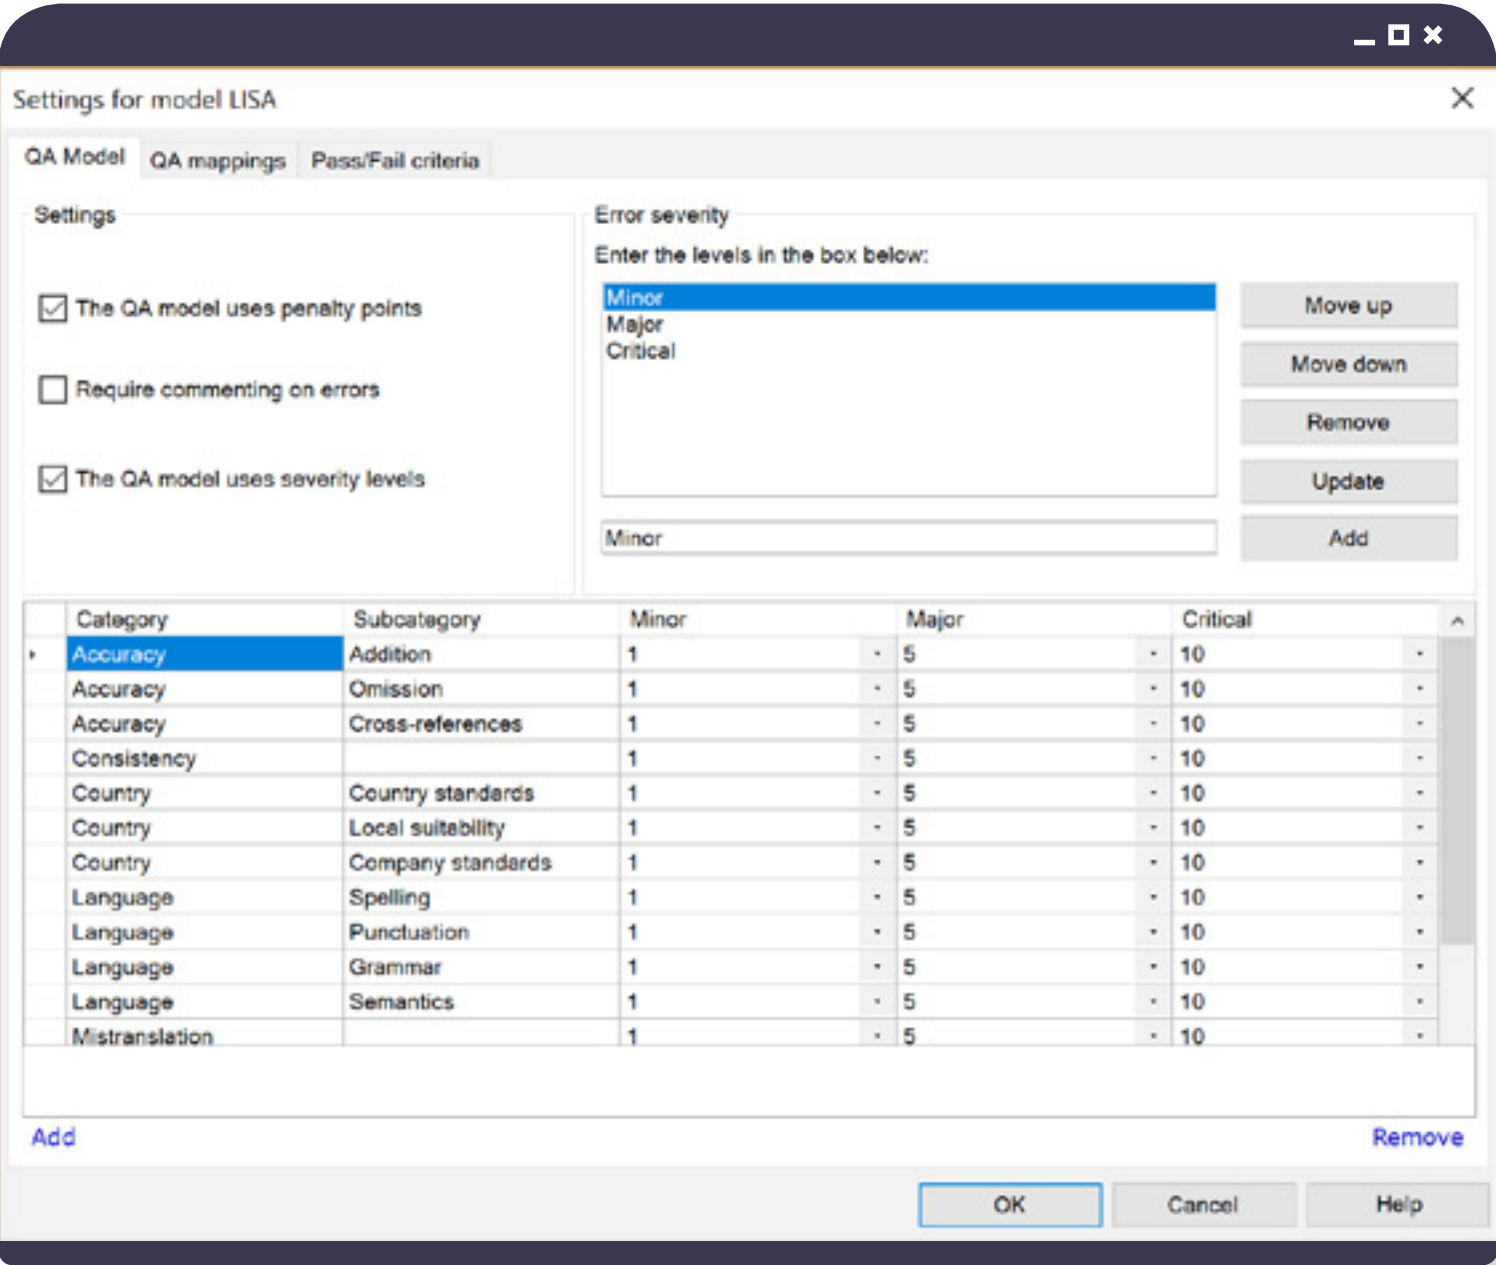 Settings for model LISA
QA Model QA mappings Pass/Fail criteria
Settings
The QA model uses penalty points
Require commenting on errors
The QA model uses severity levels
Error severity
Enter the levels in the box below:
Minor
Major
Critical
Minor
Move up
Move down
Remove
Update
Add
Category Subcategory Minor Major Critical
Accuracy Addition 1 5 10
Accuracy Omission 1 5 10
Accuracy Cross-references 1 5 10
Consistency 1 5 10
Country Country standards 1 5 10
Country Local suitability 1 5 10
Country Company standards 1 5 10
Language Spelling 1 5 10
Language Punctuation 1 5 10
Language Grammar 1 5 10
Language Semantics 1 5 10
Mistranslation 1 5 10
Add Remove
OK Cancel Help